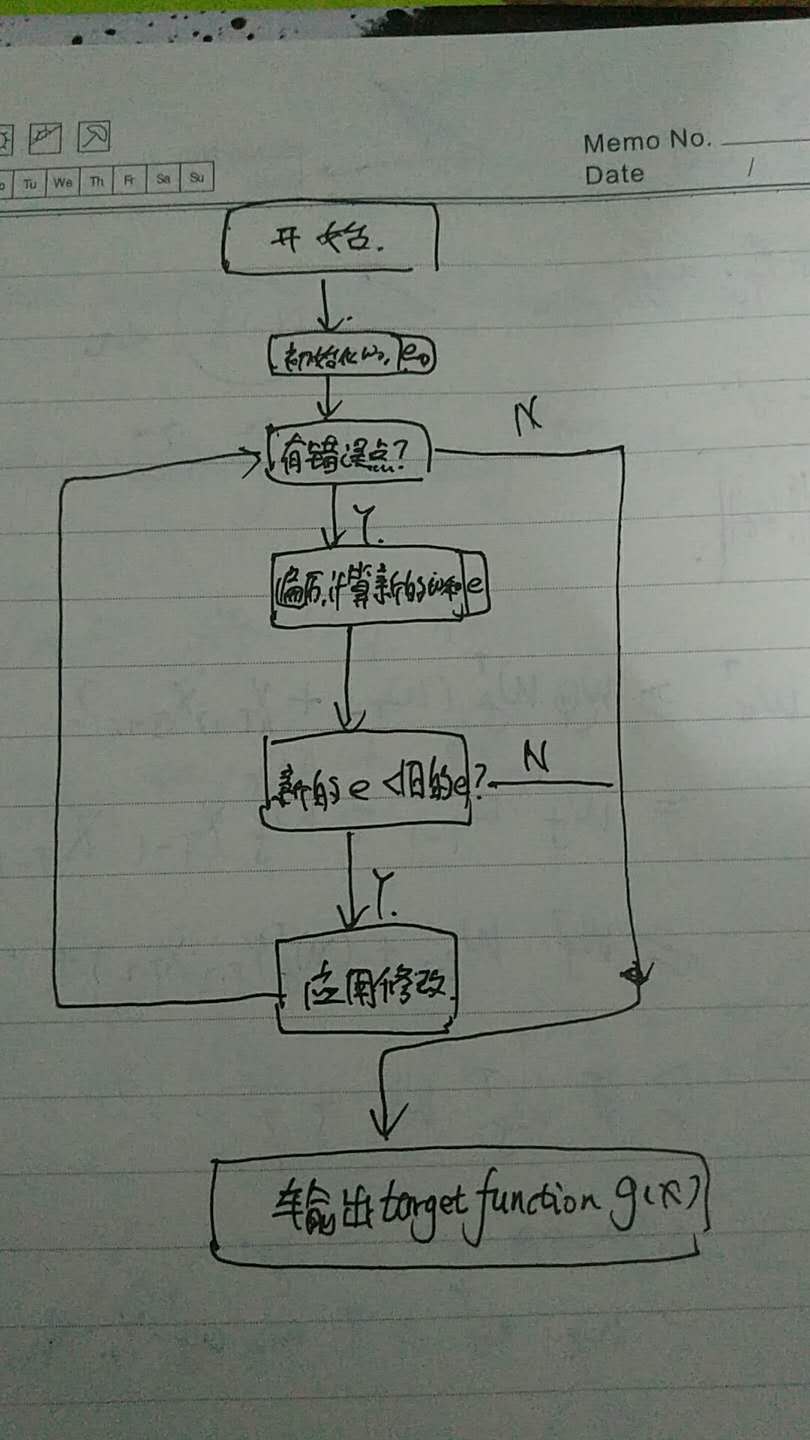 Memo No.
Tu We Th Fr Sa Su
Date /
开始.
初始化w₀, e₀
有错误点?
N
Y.
遍历,计算新的w和e
新的e<旧的e?
N
Y.
应用修改.
输出target function g(x)